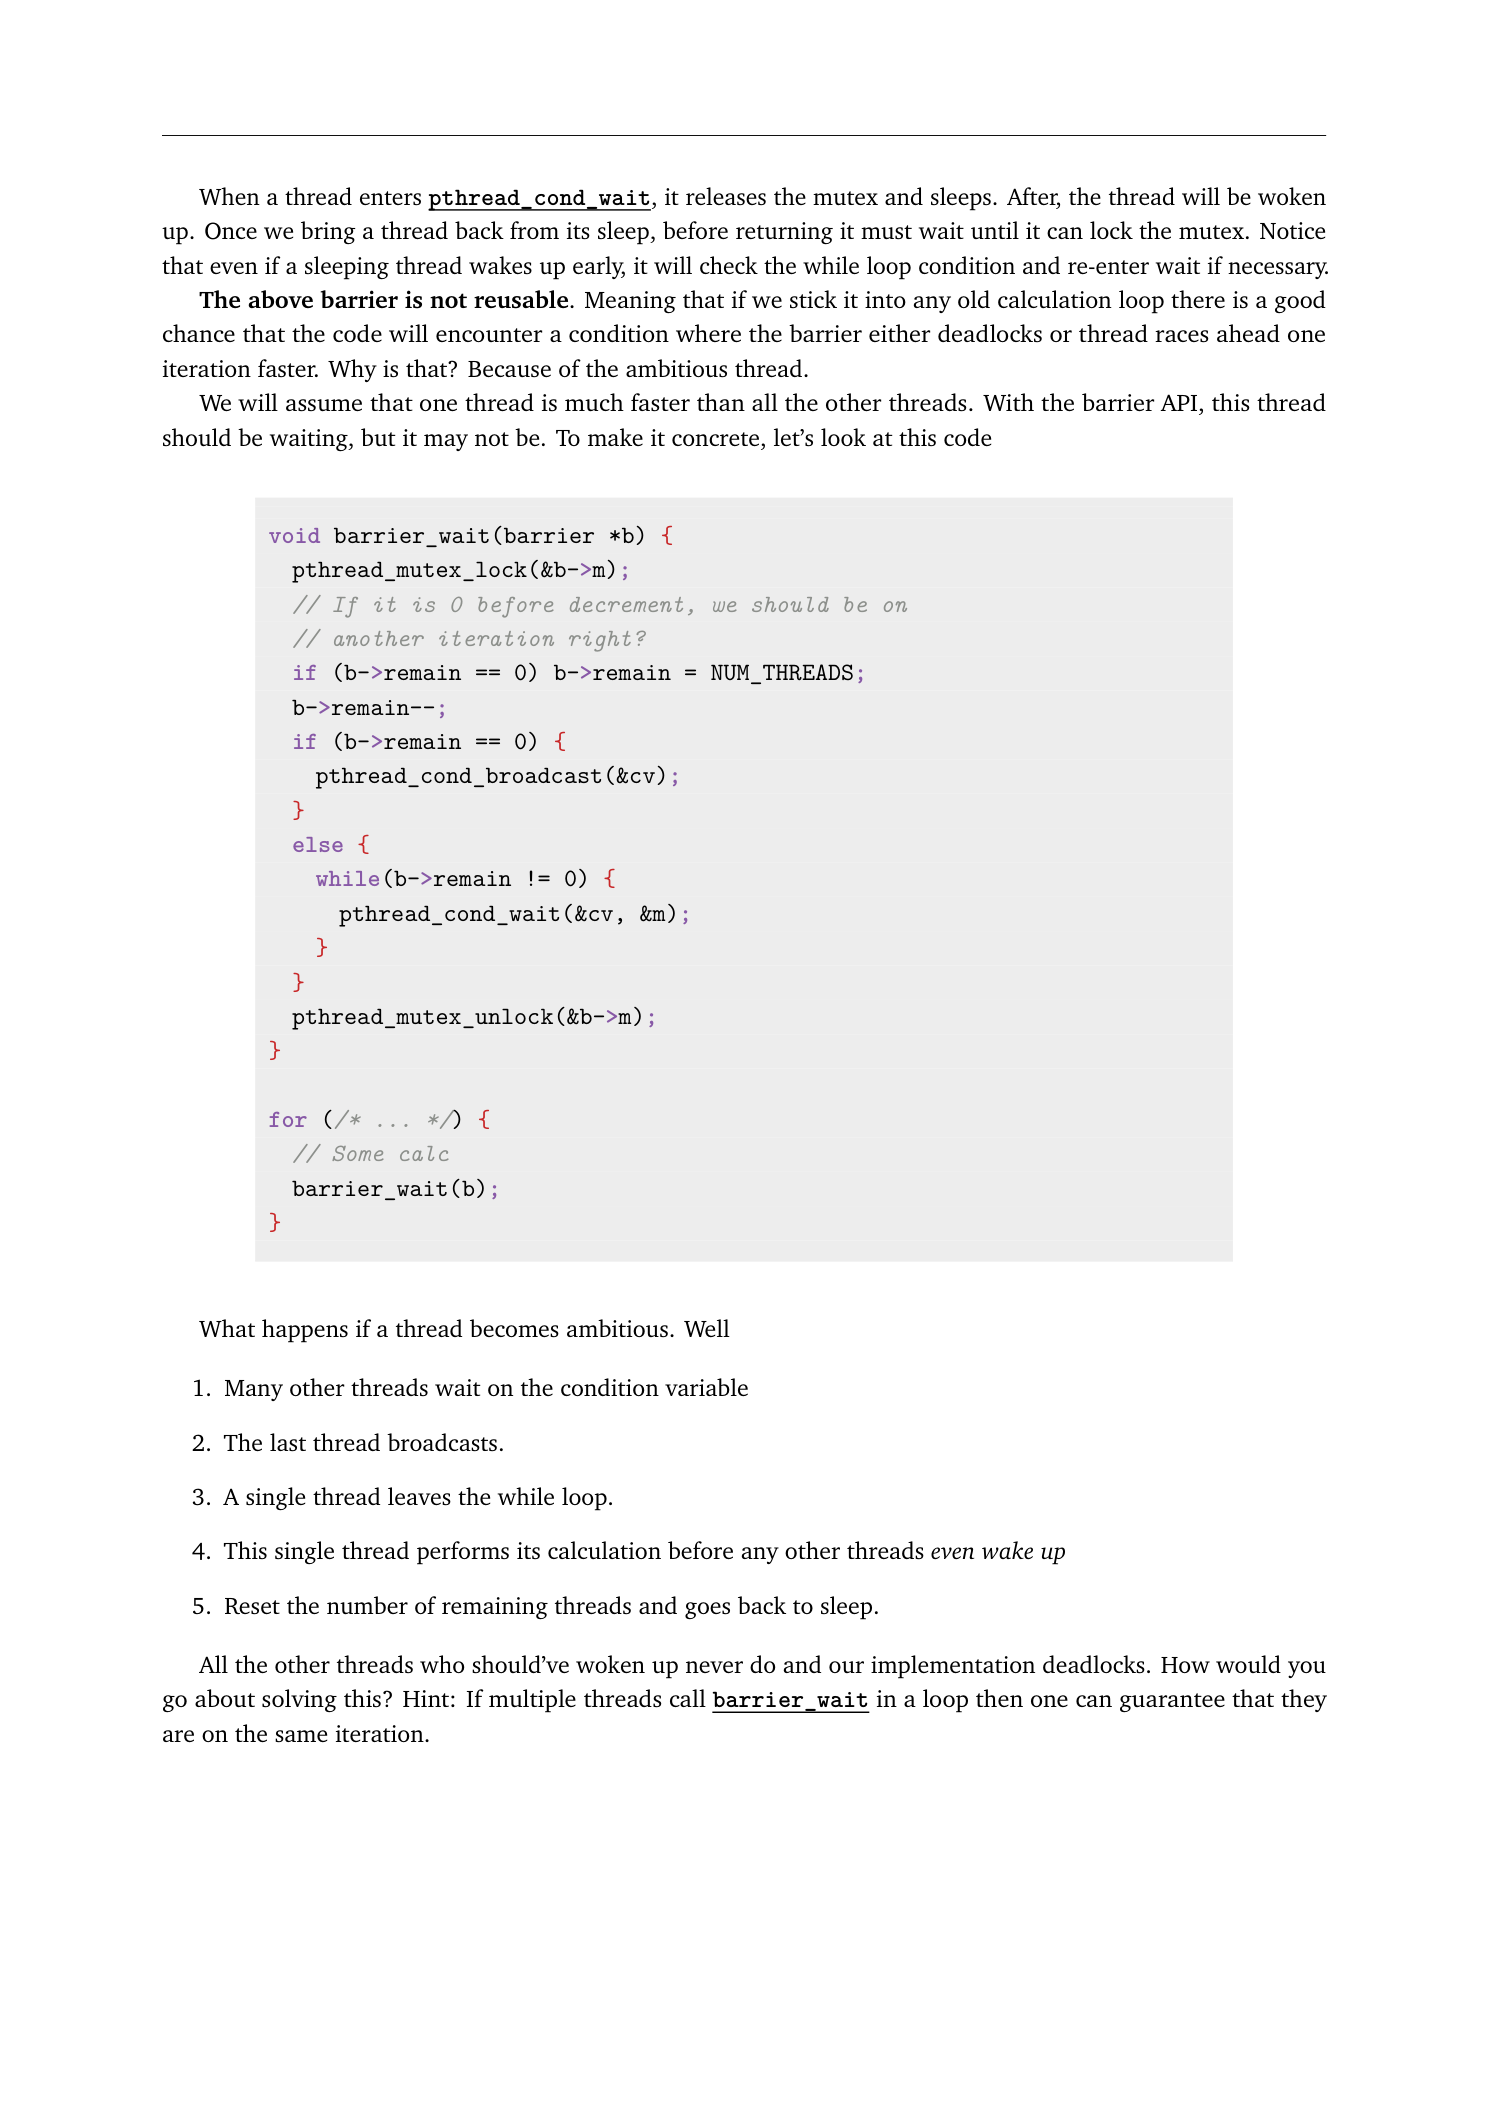 When a thread enters pthread_cond_wait, it releases the mutex and sleeps. After, the thread will be woken
up. Once we bring a thread back from its sleep, before returning it must wait until it can lock the mutex. Notice
that even if a sleeping thread wakes up early, it will check the while loop condition and re-enter wait if necessary.
The above barrier is not reusable. Meaning that if we stick it into any old calculation loop there is a good
chance that the code will encounter a condition where the barrier either deadlocks or thread races ahead one
iteration faster. Why is that? Because of the ambitious thread.
We will assume that one thread is much faster than all the other threads. With the barrier API, this thread
should be waiting, but it may not be. To make it concrete, let's look at this code
void barrier_wait(barrier *b) {
  pthread_mutex_lock(&b->m);
  // If it is 0 before decrement, we should be on
  // another iteration right?
  if (b->remain == 0) b->remain = NUM_THREADS;
  b->remain--;
  if (b->remain == 0) {
    pthread_cond_broadcast(&cv);
  }
  else {
    while(b->remain != 0) {
      pthread_cond_wait(&cv, &m);
    }
  }
  pthread_mutex_unlock(&b->m);
}
for (/* ... */) {
  // Some calc
  barrier_wait(b);
}
What happens if a thread becomes ambitious. Well
1. Many other threads wait on the condition variable
2. The last thread broadcasts.
3. A single thread leaves the while loop.
4. This single thread performs its calculation before any other threads even wake up
5. Reset the number of remaining threads and goes back to sleep.
All the other threads who should've woken up never do and our implementation deadlocks. How would you
go about solving this? Hint: If multiple threads call barrier_wait in a loop then one can guarantee that they
are on the same iteration.